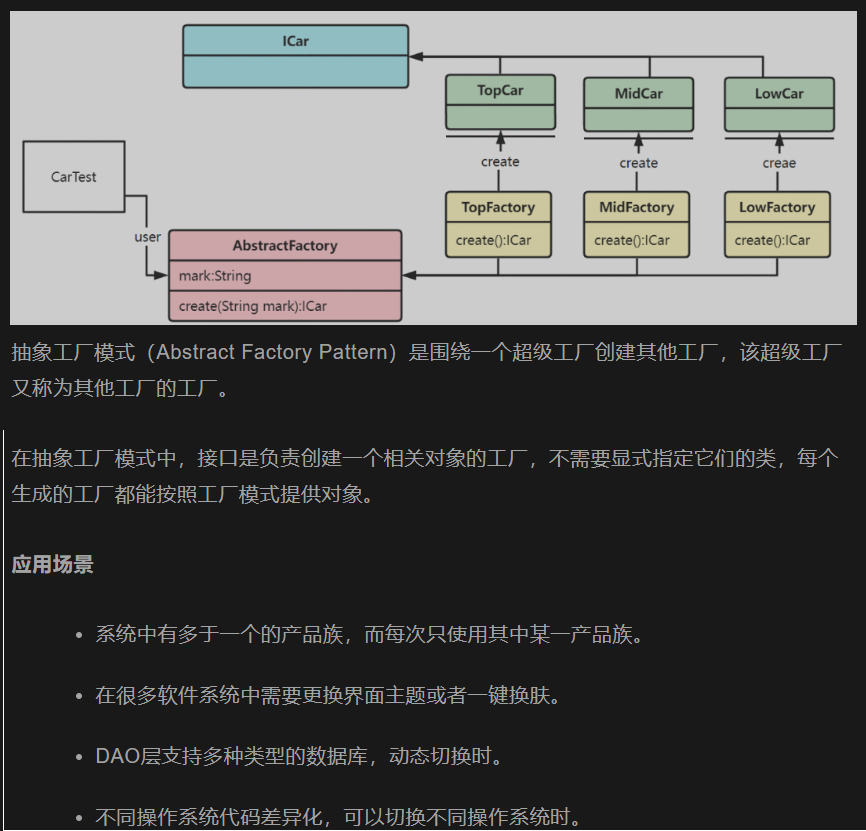 ICar
TopCar
MidCar
LowCar
create
create
creae
CarTest
TopFactory
MidFactory
LowFactory
create():ICar
create():ICar
create():ICar
user
AbstractFactory
mark:String
create(String mark):ICar
抽象工厂模式（Abstract Factory Pattern）是围绕一个超级工厂创建其他工厂，该超级工厂
又称为其他工厂的工厂。
在抽象工厂模式中，接口是负责创建一个相关对象的工厂，不需要显式指定它们的类，每个
生成的工厂都能按照工厂模式提供对象。
应用场景
• 系统中有多于一个的产品族，而每次只使用其中某一产品族。
• 在很多软件系统中需要更换界面主题或者一键换肤。
• DAO层支持多种类型的数据库，动态切换时。
• 不同操作系统代码差异化，可以切换不同操作系统时。